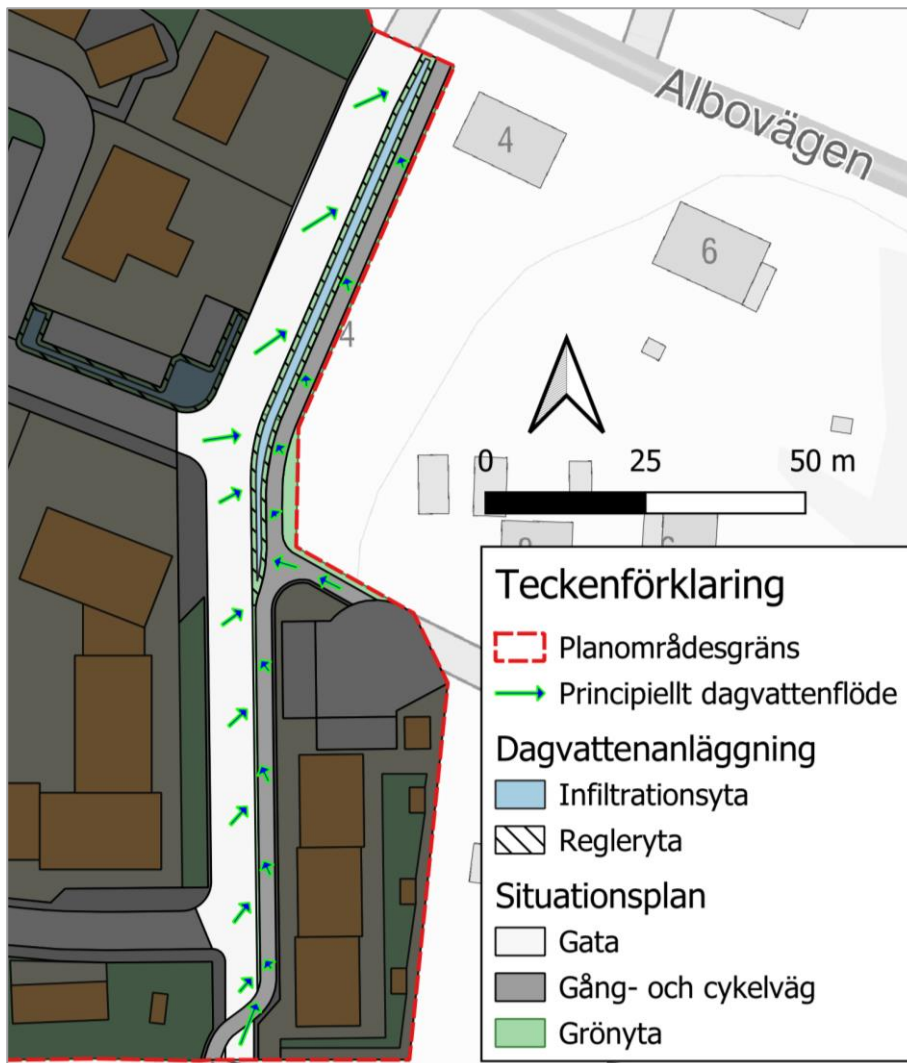 Albovägen
4
6
4
0 25 50 m
Teckenförklaring
Planområdesgräns
Principiellt dagvattenflöde
Dagvattenanläggning
Infiltrationsyta
Regleryta
Situationsplan
Gata
Gång- och cykelväg
Grönyta